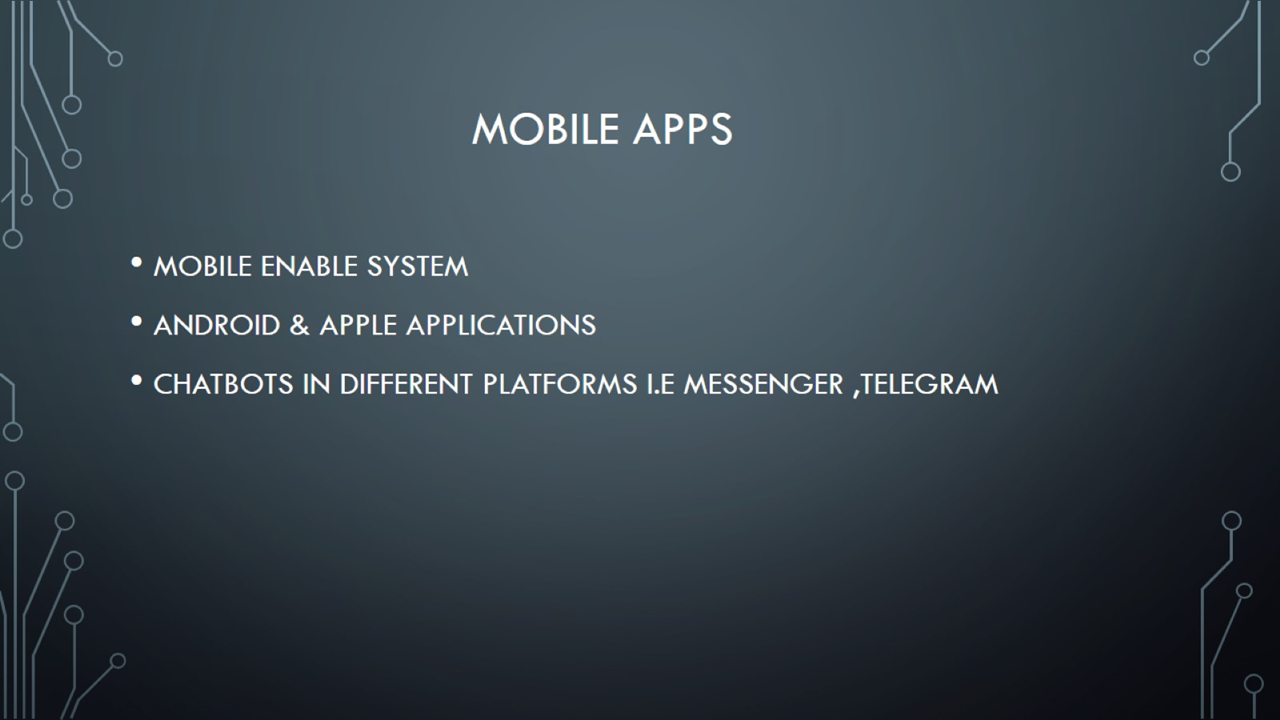 MOBILE APPS
• MOBILE ENABLE SYSTEM
• ANDROID & APPLE APPLICATIONS
• CHATBOTS IN DIFFERENT PLATFORMS I.E MESSENGER ,TELEGRAM